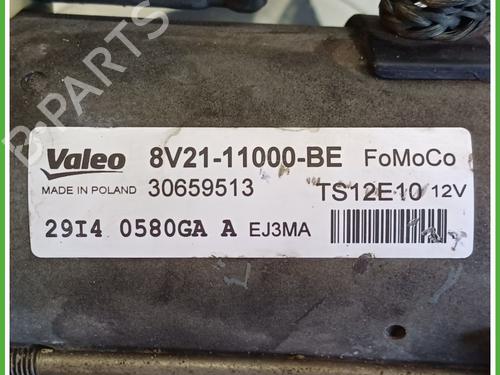 B-PARTS
Valeo 8V21-11000-BE FoMoCo
MADE IN POLAND 30659513 TS12E10 12V
29I4 0580GA A EJ3MA